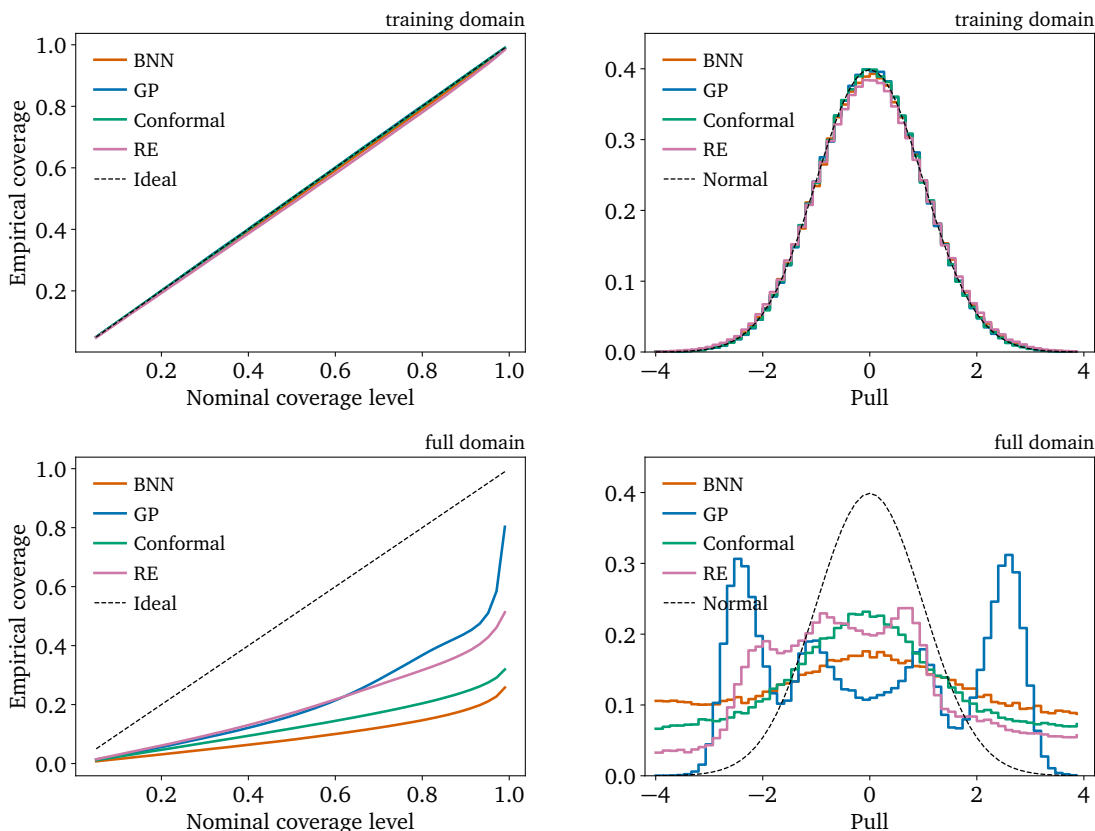 training domain
1.0
0.8
0.6
0.4
0.2
Empirical coverage
BNN
GP
Conformal
RE
Ideal
0.2 0.4 0.6 0.8 1.0
Nominal coverage level
training domain
0.4
0.3
0.2
0.1
0.0
BNN
GP
Conformal
RE
Normal
−4 −2 0 2 4
Pull
full domain
1.0
0.8
0.6
0.4
0.2
0.0
Empirical coverage
BNN
GP
Conformal
RE
Ideal
0.2 0.4 0.6 0.8 1.0
Nominal coverage level
full domain
0.4
0.3
0.2
0.1
0.0
BNN
GP
Conformal
RE
Normal
−4 −2 0 2 4
Pull